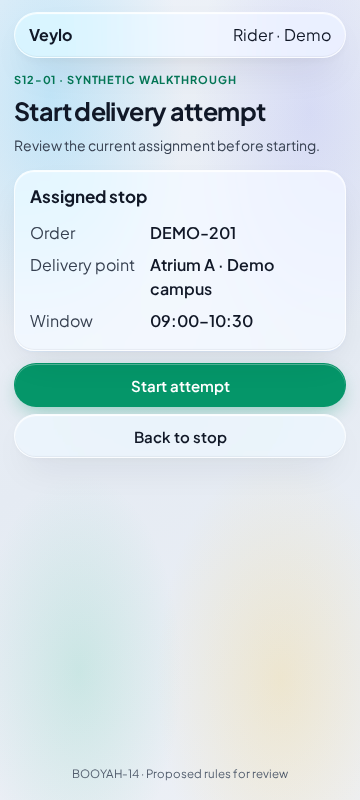 Veylo
Rider · Demo
S12-01 · SYNTHETIC WALKTHROUGH
Start delivery attempt
Review the current assignment before starting.
Assigned stop
Order DEMO-201
Delivery point Atrium A · Demo
campus
Window 09:00–10:30
Start attempt
Back to stop
BOOYAH-14 · Proposed rules for review